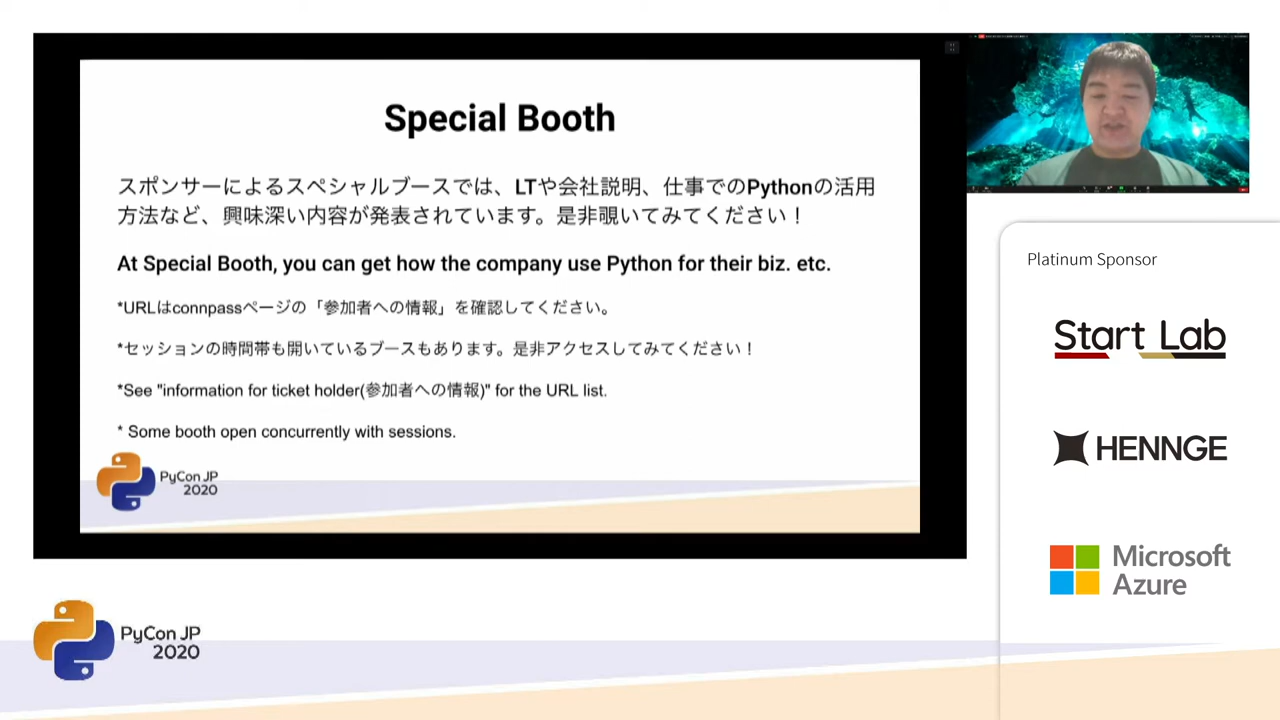 Special Booth
スポンサーによるスペシャルブースでは、LTや会社説明、仕事でのPythonの活用
方法など、興味深い内容が発表されています。是非覗いてみてください！
At Special Booth, you can get how the company use Python for their biz. etc.
*URLはconnpassページの「参加者への情報」を確認してください。
*セッションの時間帯も開いているブースもあります。是非アクセスしてみてください！
*See "information for ticket holder(参加者への情報)" for the URL list.
* Some booth open concurrently with sessions.
PyCon JP
2020
Platinum Sponsor
Start Lab
HENNGE
Microsoft
Azure
PyCon JP
2020